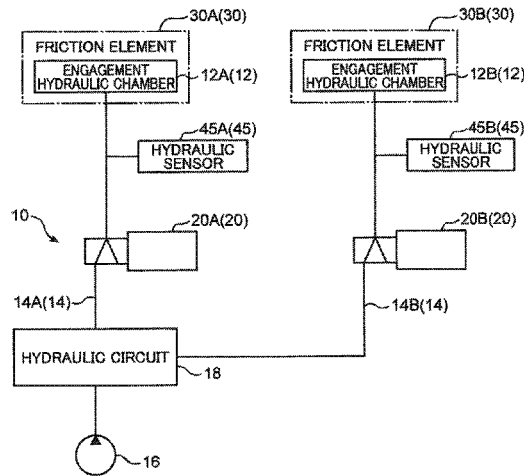 30A(30)
30B(30)
FRICTION ELEMENT
FRICTION ELEMENT
ENGAGEMENT
HYDRAULIC CHAMBER
ENGAGEMENT
HYDRAULIC CHAMBER
12A(12)
12B(12)
45A(45)
45B(45)
HYDRAULIC
SENSOR
HYDRAULIC
SENSOR
10
20A(20)
20B(20)
14A(14)
14B(14)
HYDRAULIC CIRCUIT
18
16